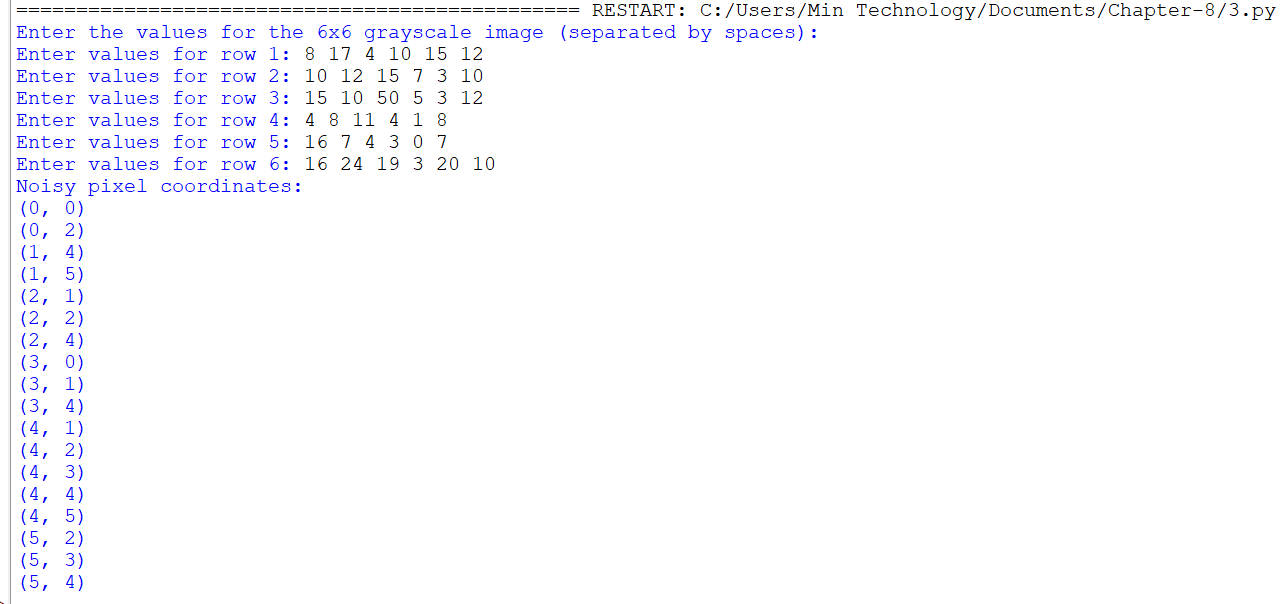 =============================================== RESTART: C:/Users/Min Technology/Documents/Chapter-8/3.py
Enter the values for the 6x6 grayscale image (separated by spaces):
Enter values for row 1: 8 17 4 10 15 12
Enter values for row 2: 10 12 15 7 3 10
Enter values for row 3: 15 10 50 5 3 12
Enter values for row 4: 4 8 11 4 1 8
Enter values for row 5: 16 7 4 3 0 7
Enter values for row 6: 16 24 19 3 20 10
Noisy pixel coordinates:
(0, 0)
(0, 2)
(1, 4)
(1, 5)
(2, 1)
(2, 2)
(2, 4)
(3, 0)
(3, 1)
(3, 4)
(4, 1)
(4, 2)
(4, 3)
(4, 4)
(4, 5)
(5, 2)
(5, 3)
(5, 4)